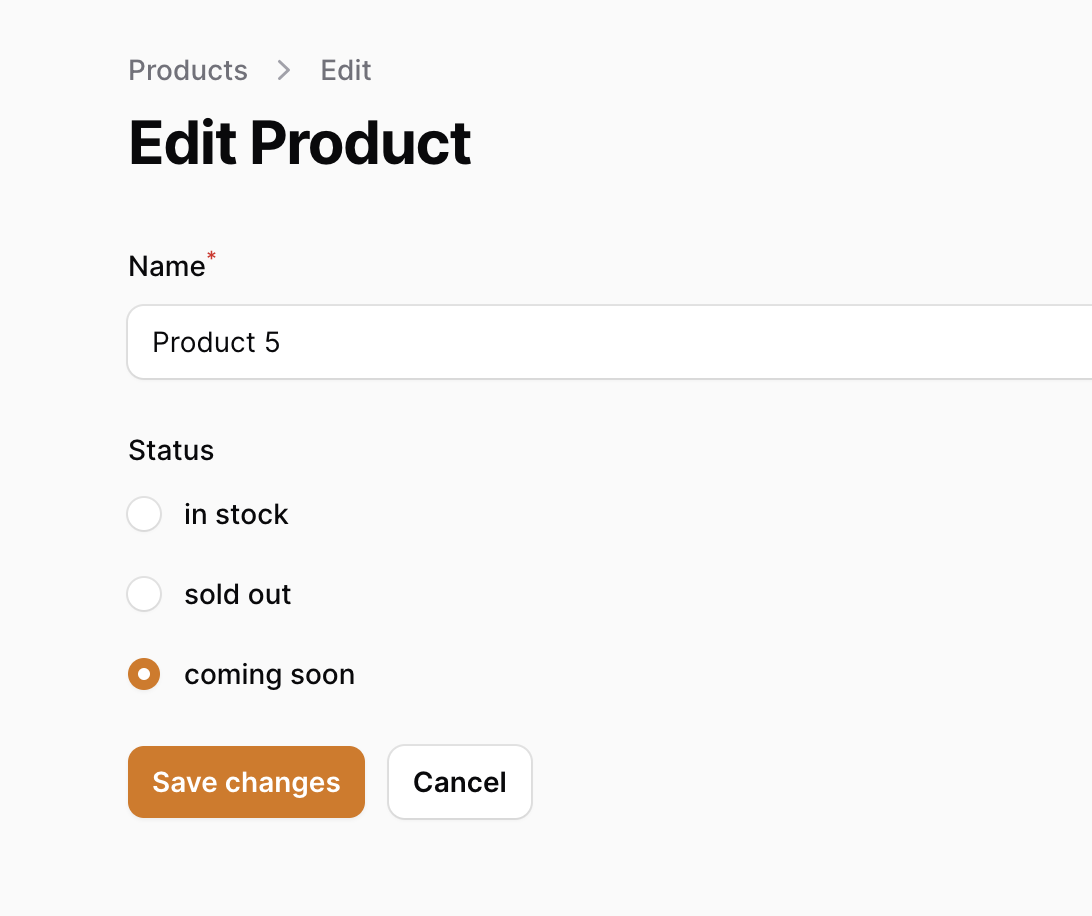 Products > Edit
Edit Product
Name*
Product 5
Status
in stock
sold out
coming soon
Save changes Cancel